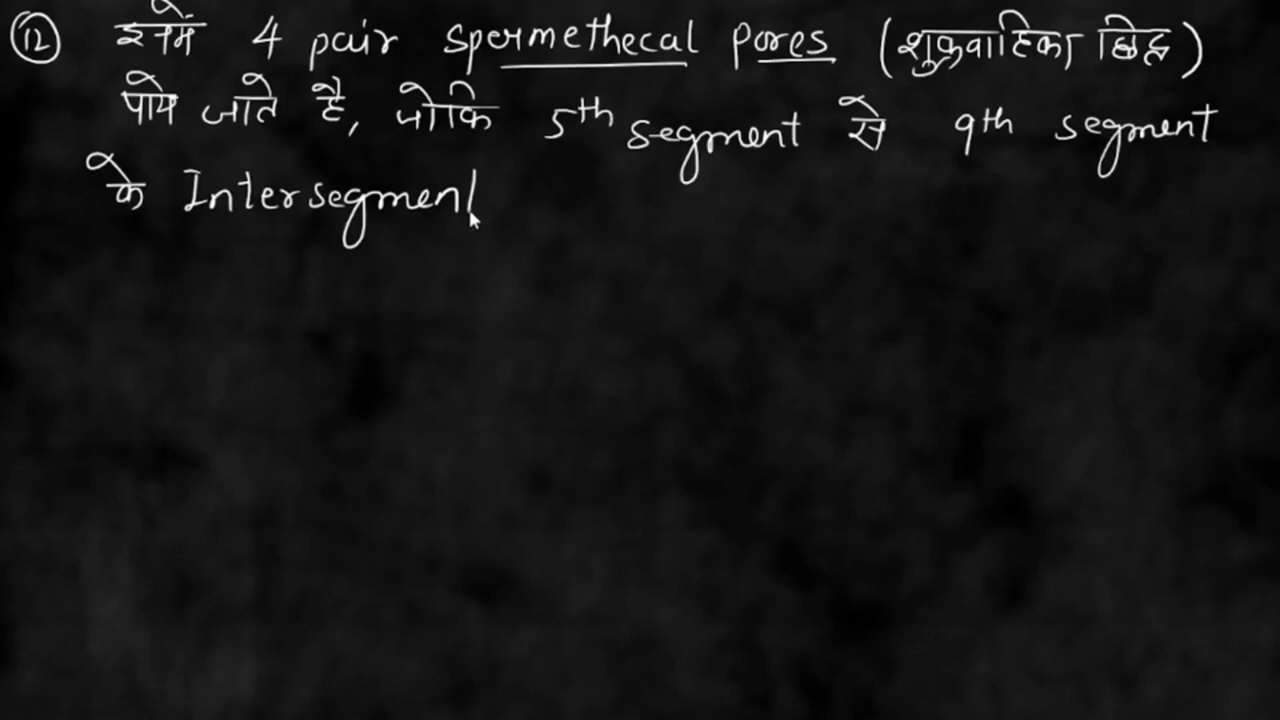 12 इनमें 4 pair spermethecal pores (शुक्रवाहिका छिद्र)
पाये जाते है, जोकि 5th segment से 9th segment
के Intersegment